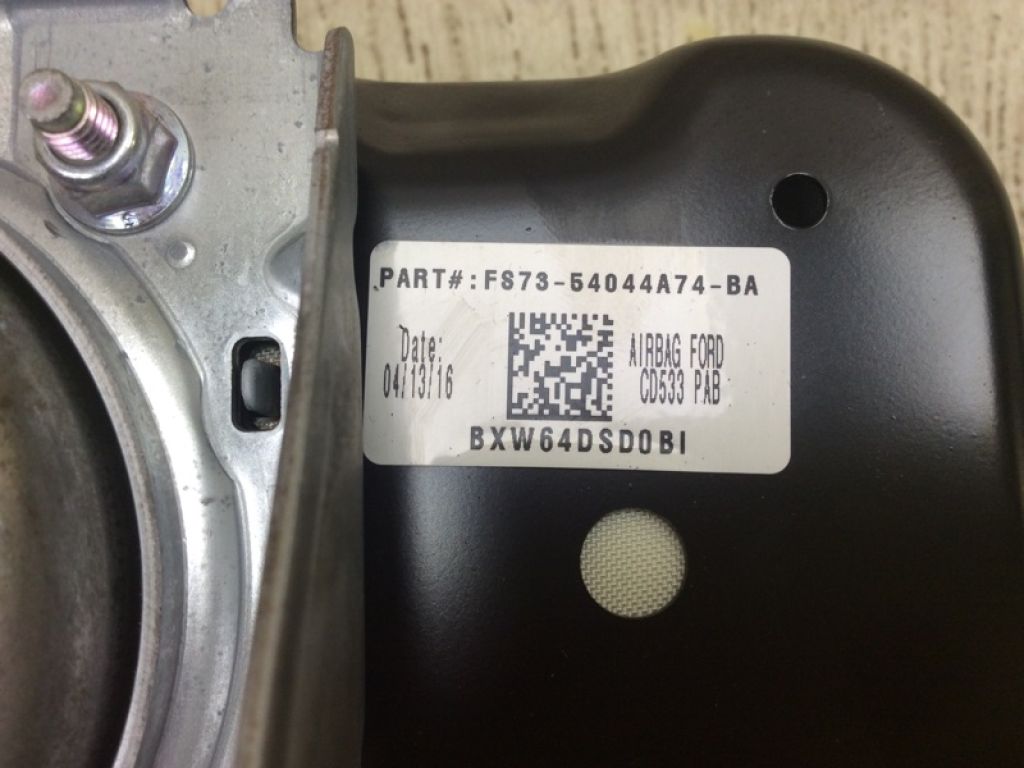 PART#:FS73-54044A74-BA
Date:
04/13/16
AIRBAG FORD
CD533 PAB
BXW64DSD0BI